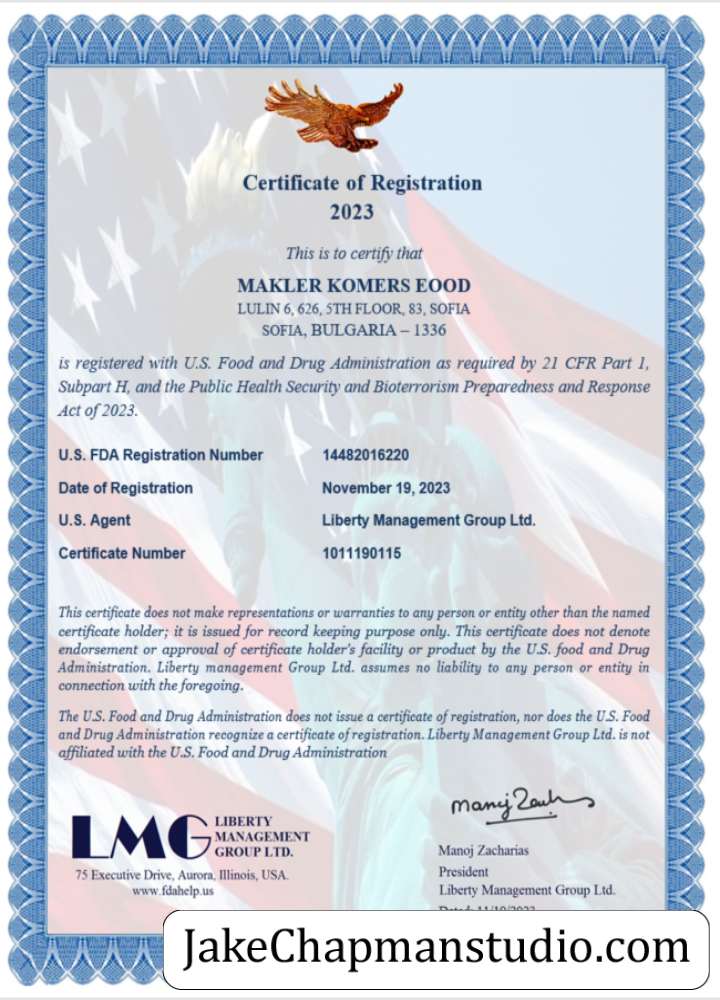 Certificate of Registration
2023
This is to certify that
MAKLER KOMERS EOOD
LULIN 6, 626, 5TH FLOOR, 83, SOFIA
SOFIA, BULGARIA – 1336
is registered with U.S. Food and Drug Administration as required by 21 CFR Part 1,
Subpart H, and the Public Health Security and Bioterrorism Preparedness and Response
Act of 2023.
U.S. FDA Registration Number 14482016220
Date of Registration November 19, 2023
U.S. Agent Liberty Management Group Ltd.
Certificate Number 1011190115
This certificate does not make representations or warranties to any person or entity other than the named
certificate holder; it is issued for record keeping purpose only. This certificate does not denote
endorsement or approval of certificate holder's facility or product by the U.S. food and Drug
Administration. Liberty management Group Ltd. assumes no liability to any person or entity in
connection with the foregoing.
The U.S. Food and Drug Administration does not issue a certificate of registration, nor does the U.S. Food
and Drug Administration recognize a certificate of registration. Liberty Management Group Ltd. is not
affiliated with the U.S. Food and Drug Administration
LMG LIBERTY
MANAGEMENT
GROUP LTD.
75 Executive Drive, Aurora, Illinois, USA.
www.fdahelp.us
Manoj Zacharias
President
Liberty Management Group Ltd.
JakeChapmanstudio.com